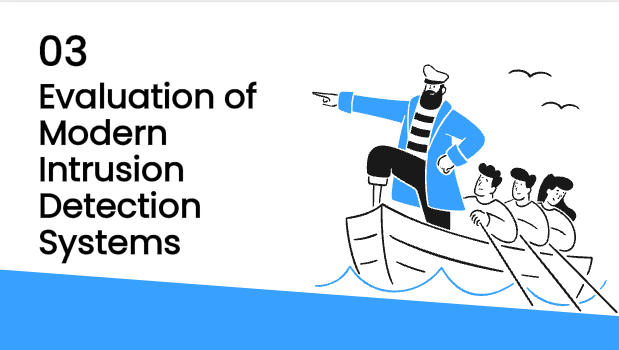 03
Evaluation of
Modern
Intrusion
Detection
Systems